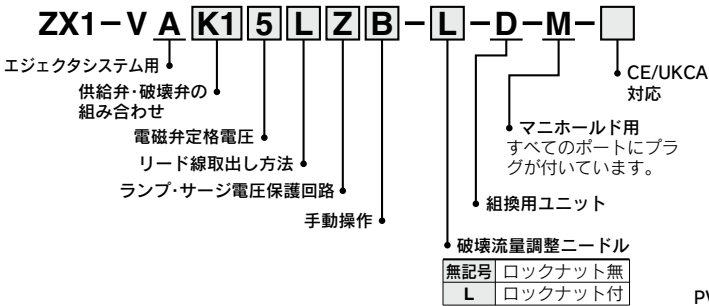 ZX1-V A K1 5 L Z B - L - D - M -
エジェクタシステム用
供給弁・破壊弁の
組み合わせ
電磁弁定格電圧
リード線取出し方法
ランプ・サージ電圧保護回路
手動操作
CE/UKCA
対応
マニホールド用
すべてのポートにプラ
グが付いています。
組換用ユニット
破壊流量調整ニードル
無記号 ロックナット無
L ロックナット付
PV